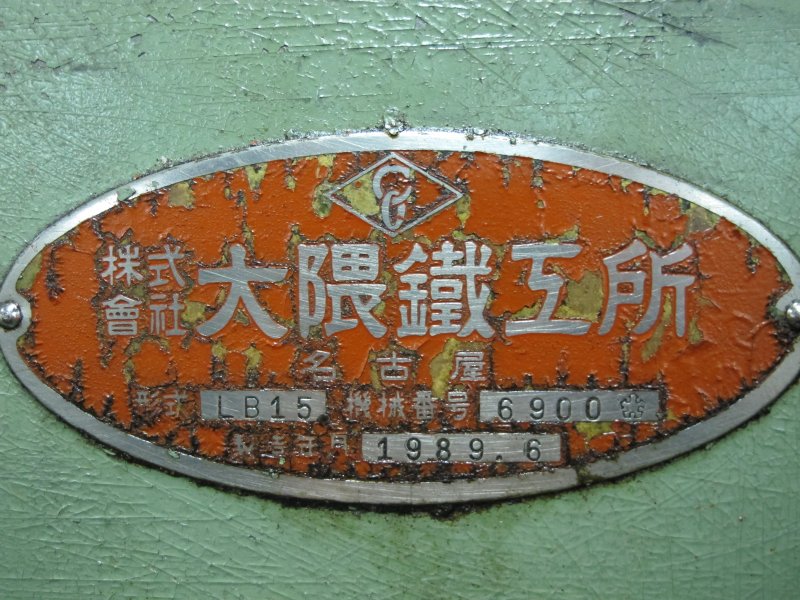 株式會社 大隈鐵工所
名古屋
形式 LB15 機械番号 6900
製造年月 1989.6